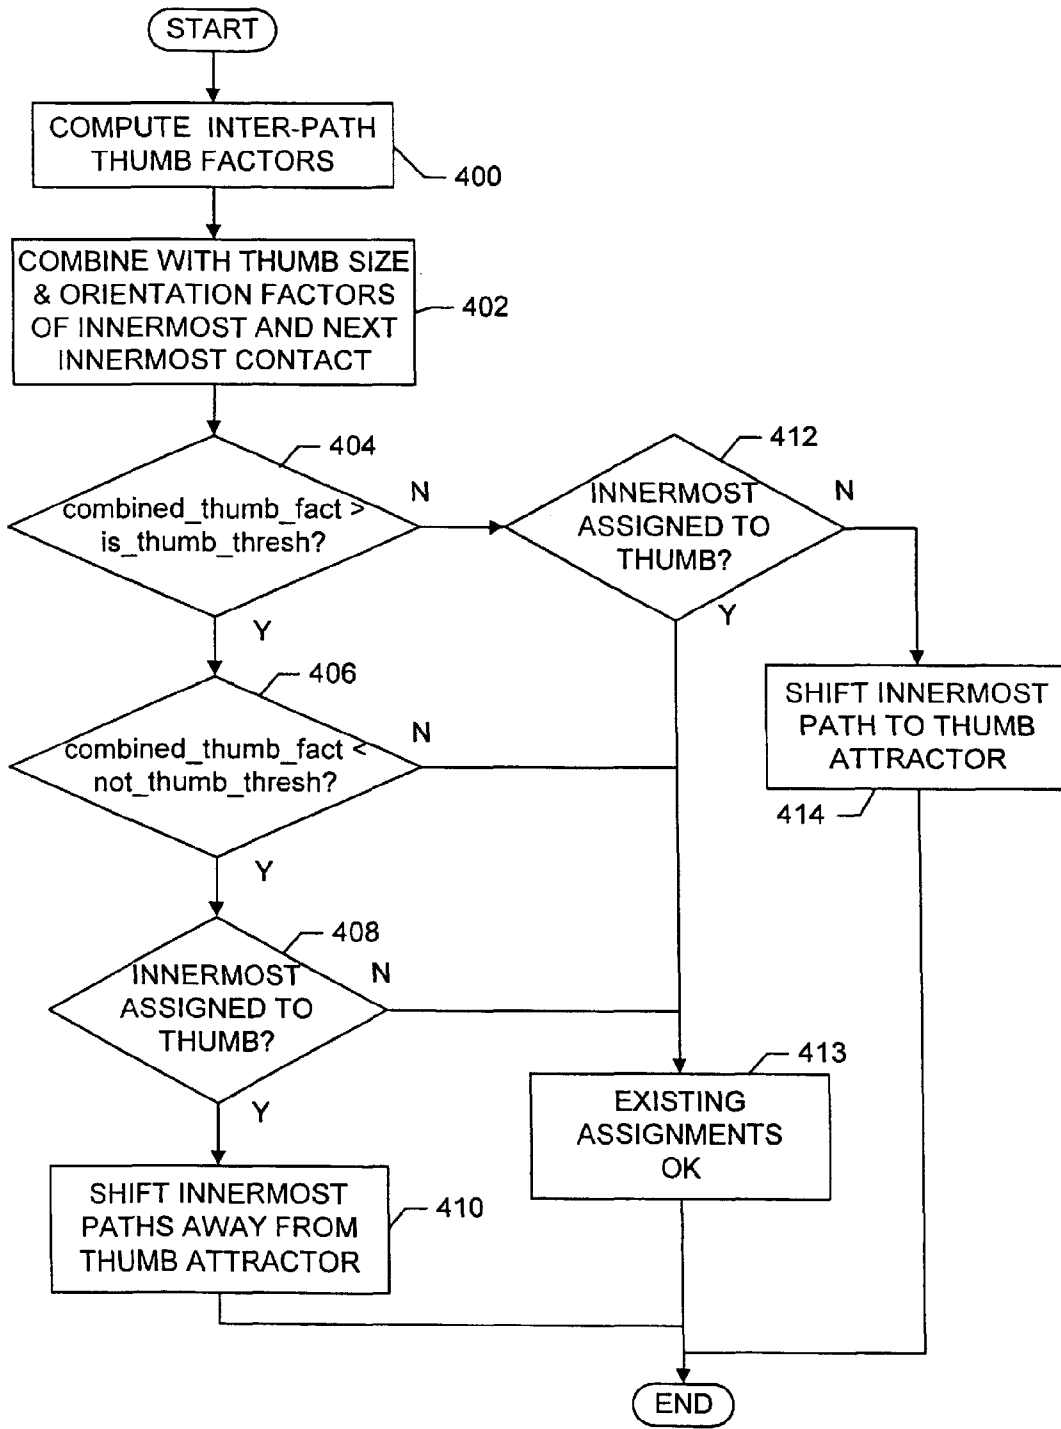 START
COMPUTE INTER-PATH
THUMB FACTORS
400
COMBINE WITH THUMB SIZE
& ORIENTATION FACTORS
OF INNERMOST AND NEXT
INNERMOST CONTACT
402
404
combined_thumb_fact >
is_thumb_thresh?
N
Y
412
INNERMOST
ASSIGNED TO
THUMB?
N
Y
406
combined_thumb_fact <
not_thumb_thresh?
N
Y
SHIFT INNERMOST
PATH TO THUMB
ATTRACTOR
414
408
INNERMOST
ASSIGNED TO
THUMB?
N
Y
413
EXISTING
ASSIGNMENTS
OK
SHIFT INNERMOST
PATHS AWAY FROM
THUMB ATTRACTOR
410
END